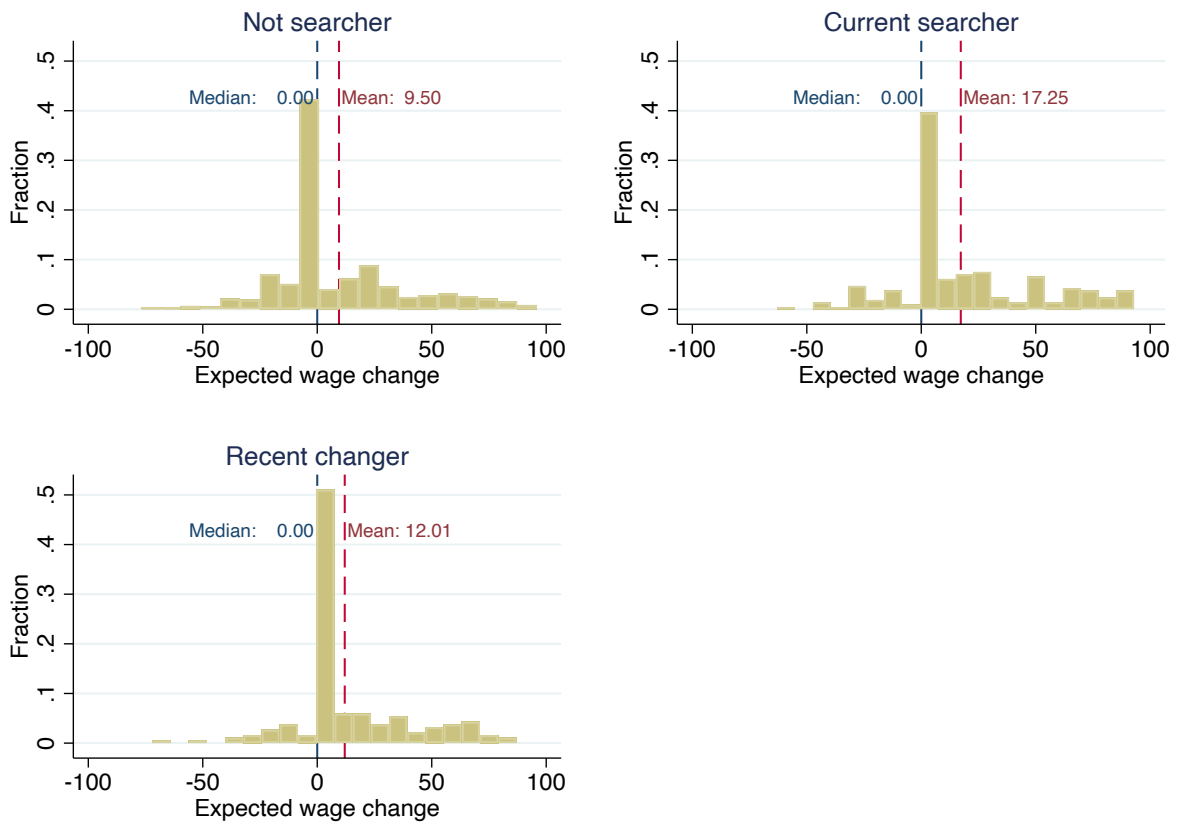 Not searcher
Median: 0.00
Mean: 9.50
Fraction
.5
.4
.3
.2
.1
0
-100 -50 0 50 100
Expected wage change
Current searcher
Median: 0.00
Mean: 17.25
Fraction
.5
.4
.3
.2
.1
0
-100 -50 0 50 100
Expected wage change
Recent changer
Median: 0.00
Mean: 12.01
Fraction
.5
.4
.3
.2
.1
0
-100 -50 0 50 100
Expected wage change